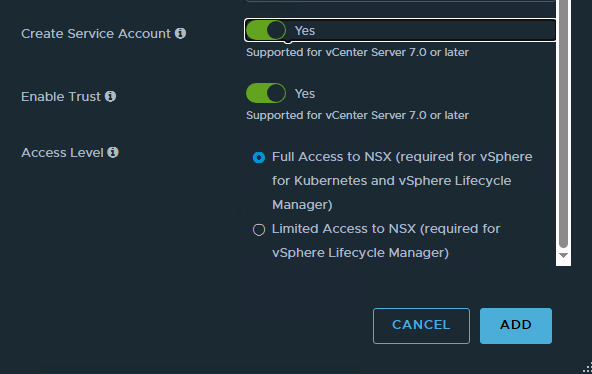 Create Service Account
Yes
Supported for vCenter Server 7.0 or later
Enable Trust
Yes
Supported for vCenter Server 7.0 or later
Access Level
Full Access to NSX (required for vSphere
for Kubernetes and vSphere Lifecycle
Manager)
Limited Access to NSX (required for
vSphere Lifecycle Manager)
CANCEL
ADD